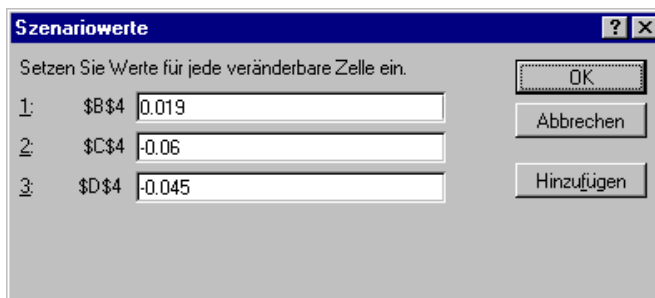 Szenariowerte
Setzen Sie Werte für jede veränderbare Zelle ein.
OK
1: $B$4 0.019
Abbrechen
2: $C$4 -0.06
3: $D$4 -0.045
Hinzufügen